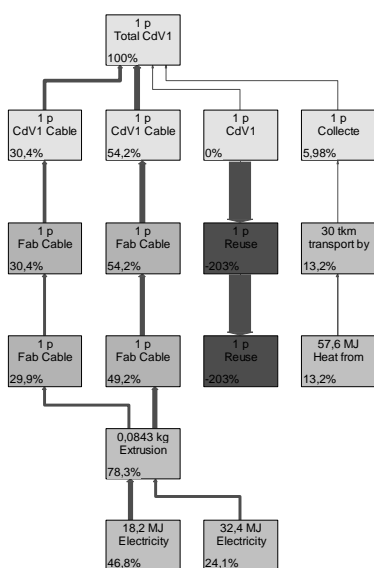 1 p
Total CdV1
100%
1 p
CdV1 Cable
30,4%
1 p
CdV1 Cable
54,2%
1 p
CdV1
0%
1 p
Collecte
5,98%
1 p
Fab Cable
30,4%
1 p
Fab Cable
54,2%
1 p
Reuse
-203%
30 tkm
transport by
13,2%
1 p
Fab Cable
29,9%
1 p
Fab Cable
49,2%
1 p
Reuse
-203%
57,6 MJ
Heat from
13,2%
0,0843 kg
Extrusion
78,3%
18,2 MJ
Electricity
46,8%
32,4 MJ
Electricity
24,1%